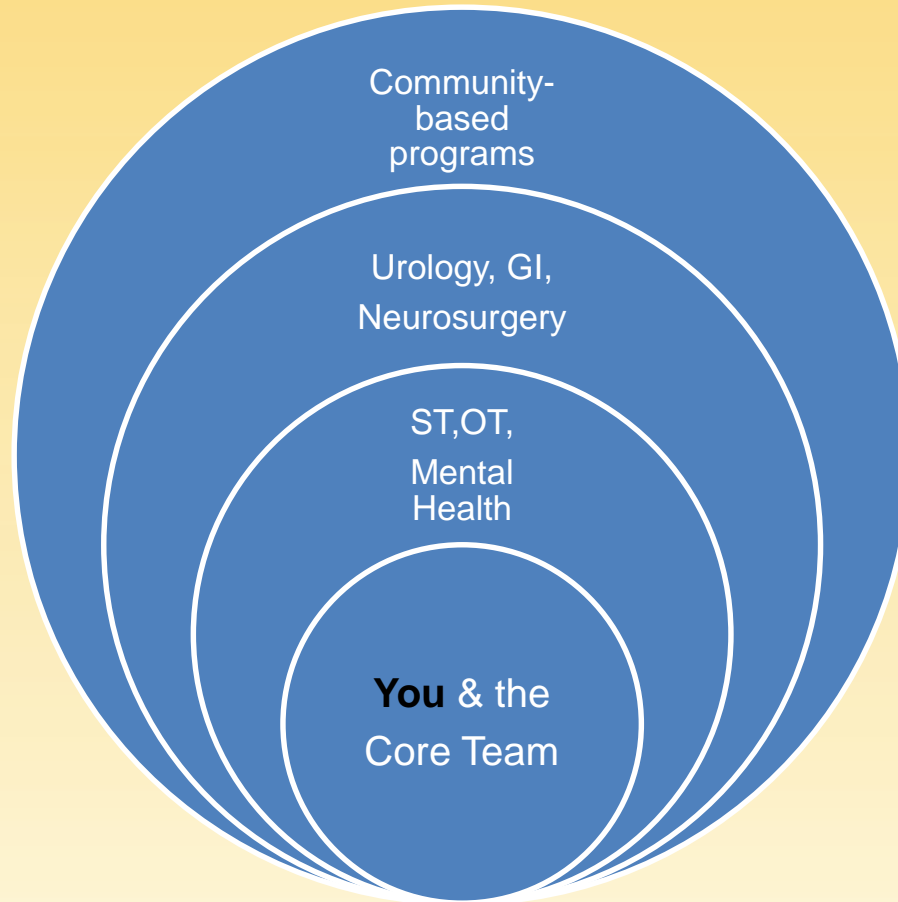 Community-
based
programs
Urology, GI,
Neurosurgery
ST,OT,
Mental
Health
You & the
Core Team